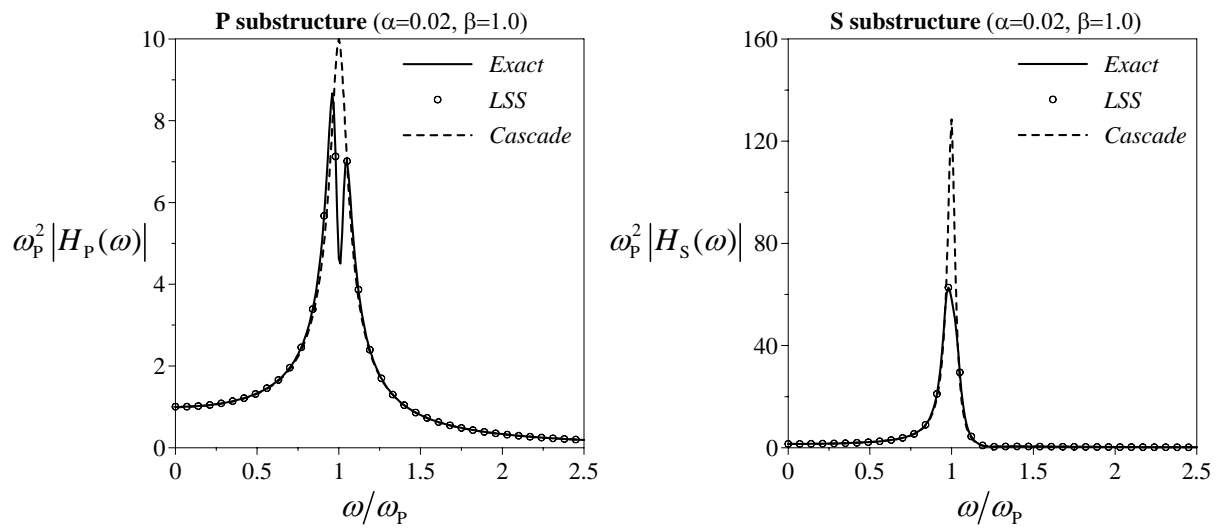 P substructure (α=0.02, β=1.0)
10
8
6
4
2
0
ω_P^2 |H_P(ω)|
Exact
LSS
Cascade
0 0.5 1 1.5 2 2.5
ω/ω_P
S substructure (α=0.02, β=1.0)
160
120
80
40
0
ω_P^2 |H_S(ω)|
Exact
LSS
Cascade
0 0.5 1 1.5 2 2.5
ω/ω_P